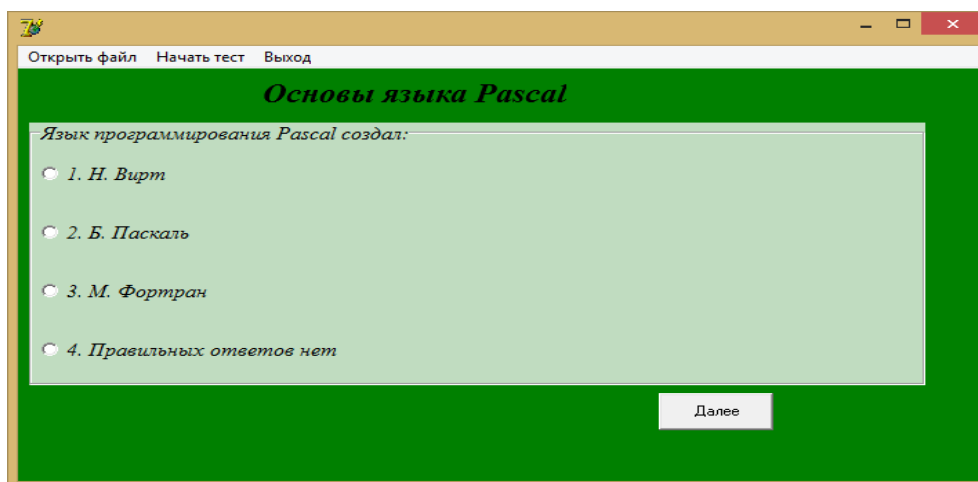 Открыть файл Начать тест Выход
Основы языка Pascal
Язык программирования Pascal создал:
1. Н. Вирт
2. Б. Паскаль
3. М. Фортран
4. Правильных ответов нет
Далее